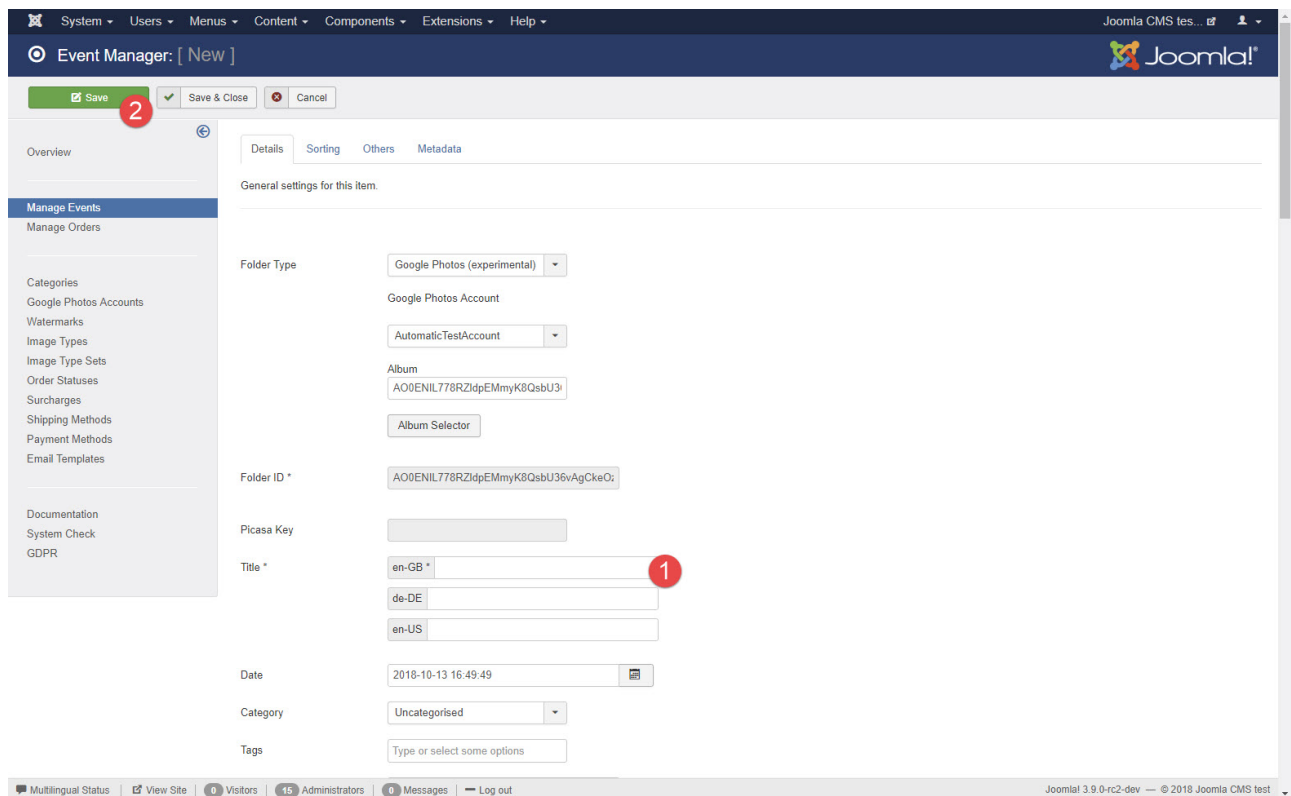 System Users Menus Content Components Extensions Help Joomla CMS tes...
Event Manager: [ New ] Joomla!®
Save 2 Save & Close Cancel
Overview
Manage Events
Manage Orders
Categories
Google Photos Accounts
Watermarks
Image Types
Image Type Sets
Order Statuses
Surcharges
Shipping Methods
Payment Methods
Email Templates
Documentation
System Check
GDPR
Details Sorting Others Metadata
General settings for this item.
Folder Type Google Photos (experimental)
Google Photos Account
AutomaticTestAccount
Album
AO0ENIL778RZIdpEMmyK8QsbU3
Album Selector
Folder ID * AO0ENIL778RZIdpEMmyK8QsbU36vAgCkeOz
Picasa Key
Title * en-GB * 1
de-DE
en-US
Date 2018-10-13 16:49:49
Category Uncategorised
Tags Type or select some options
Multilingual Status View Site 0 Visitors 15 Administrators 0 Messages Log out Joomla! 3.9.0-rc2-dev — © 2018 Joomla CMS test